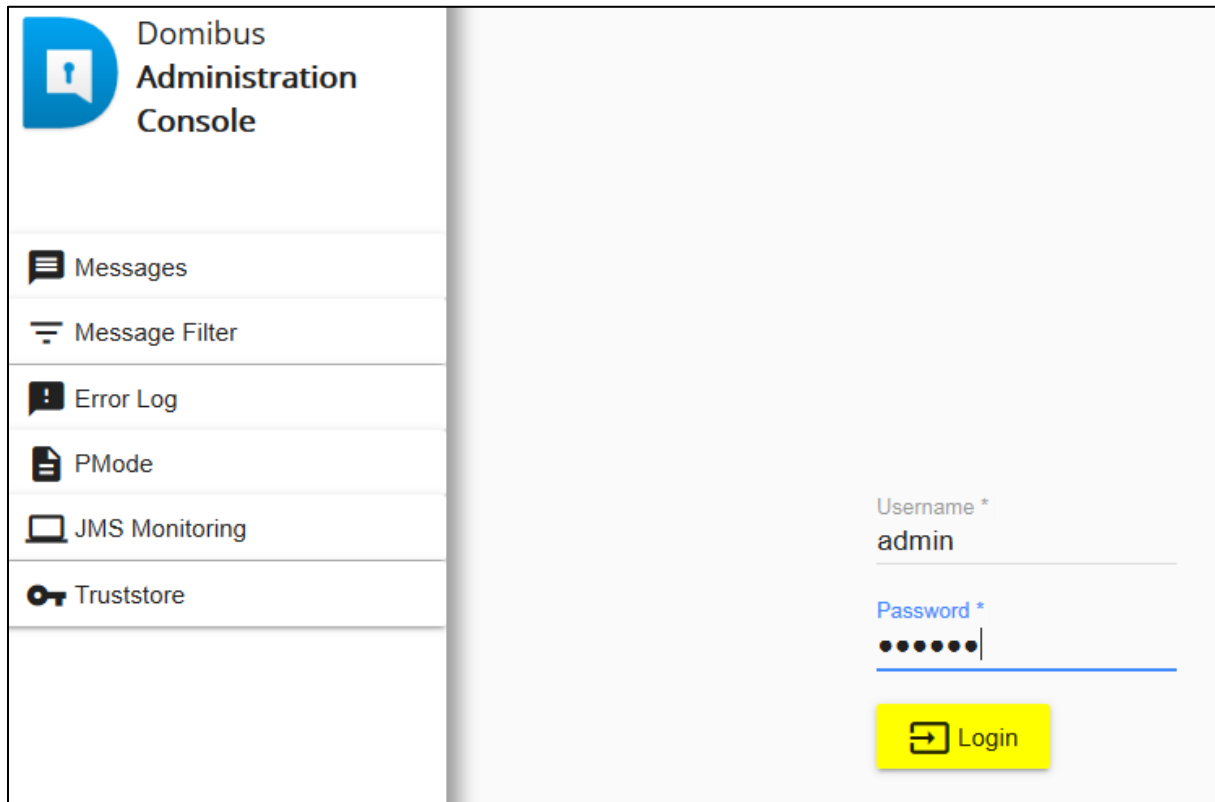 Domibus
Administration
Console
Messages
Message Filter
Error Log
PMode
JMS Monitoring
Truststore
Username *
admin
Password *
••••••
Login